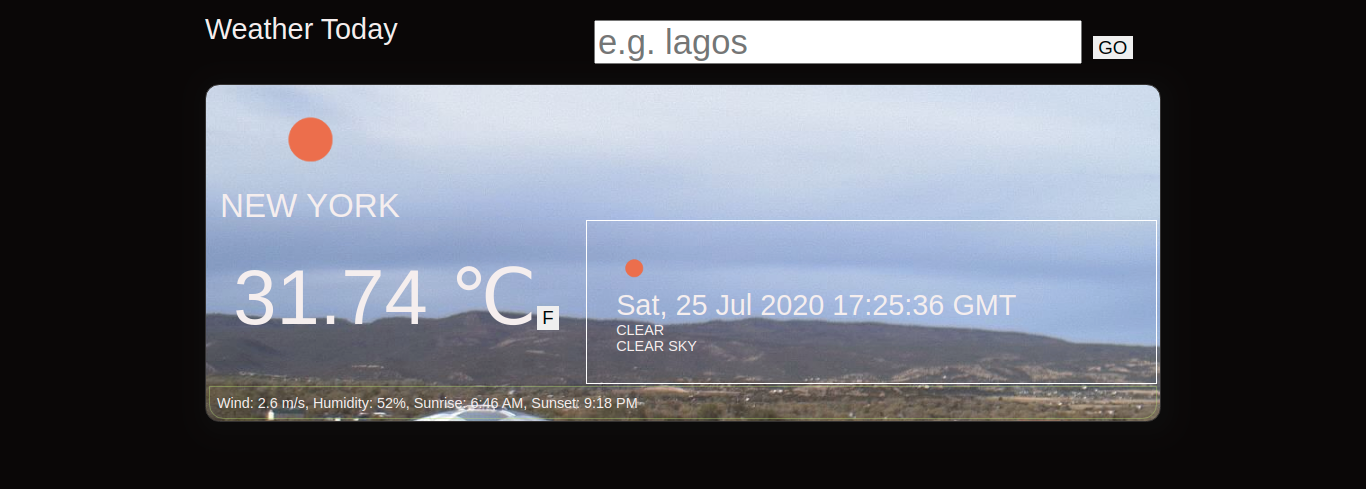 Weather Today
e.g. lagos
GO
NEW YORK
31.74 ℃
F
Sat, 25 Jul 2020 17:25:36 GMT
CLEAR
CLEAR SKY
Wind: 2.6 m/s, Humidity: 52%, Sunrise: 6:46 AM, Sunset: 9:18 PM